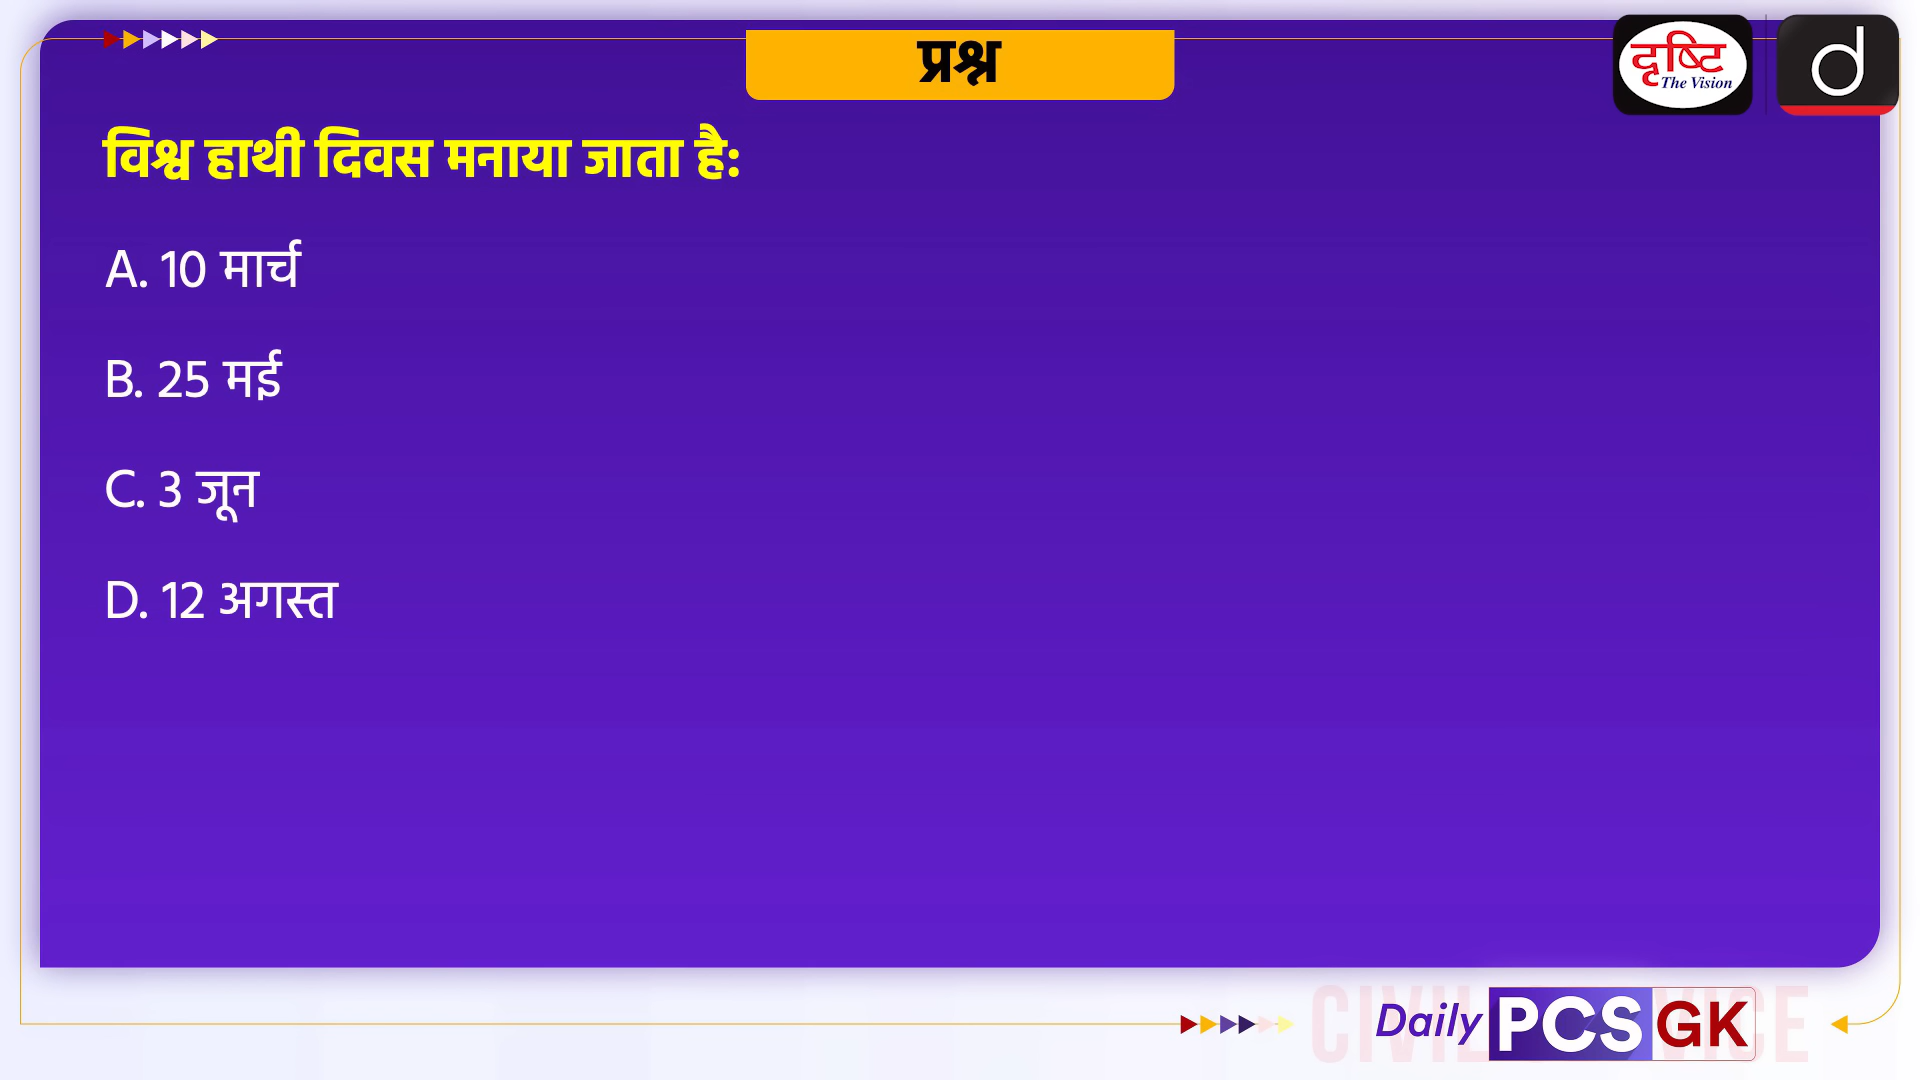 प्रश्न
दृष्टि
The Vision
d
विश्व हाथी दिवस मनाया जाता है:
A. 10 मार्च
B. 25 मई
C. 3 जून
D. 12 अगस्त
Daily PCS GK